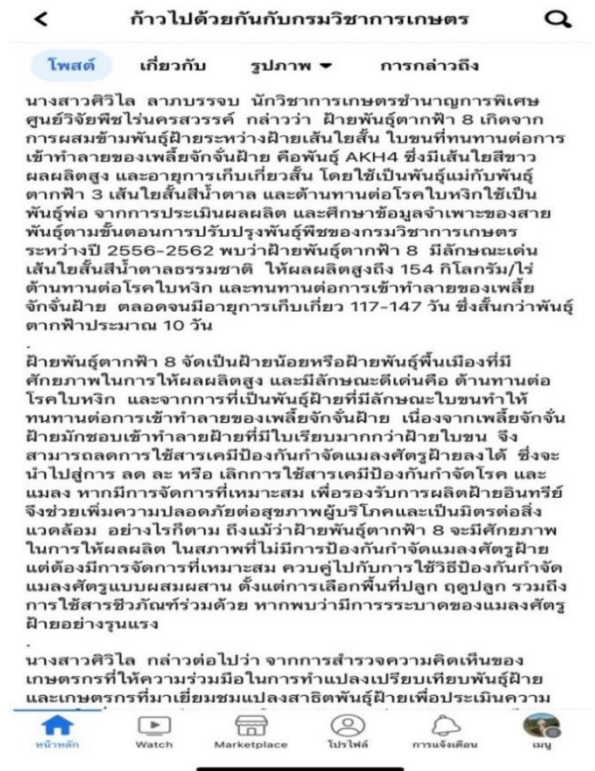 ก้าวไปด้วยกันกับกรมวิชาการเกษตร
โพสต์ เกี่ยวกับ รูปภาพ การกล่าวถึง
นางสาวศิวิไล ลาภบรรจบ นักวิชาการเกษตรชำนาญการพิเศษ
ศูนย์วิจัยพืชไร่นครสวรรค์ กล่าวว่า ฝ้ายพันธุ์ตากฟ้า 8 เกิดจาก
การผสมข้ามพันธุ์ฝ้ายระหว่างฝ้ายเส้นใยสั้น ใบขนที่ทนทานต่อการ
เข้าทำลายของเพลี้ยจักจั่นฝ้าย คือพันธุ์ AKH4 ซึ่งมีเส้นใยสีขาว
ผลผลิตสูง และอายุการเก็บเกี่ยวสั้น โดยใช้เป็นพันธุ์แม่กับพันธุ์
ตากฟ้า 3 เส้นใยสั้นสีน้ำตาล และต้านทานต่อโรคใบหงิกใช้เป็น
พันธุ์พ่อ จากการประเมินผลผลิต และศึกษาข้อมูลจำเพาะของสาย
พันธุ์ตามขั้นตอนการปรับปรุงพันธุ์พืชของกรมวิชาการเกษตร
ระหว่างปี 2556-2562 พบว่าฝ้ายพันธุ์ตากฟ้า 8 มีลักษณะเด่น
เส้นใยสั้นสีน้ำตาลธรรมชาติ ให้ผลผลิตสูงถึง 154 กิโลกรัม/ไร่
ต้านทานต่อโรคใบหงิก และทนทานต่อการเข้าทำลายของเพลี้ย
จักจั่นฝ้าย ตลอดจนมีอายุการเก็บเกี่ยว 117-147 วัน ซึ่งสั้นกว่าพันธุ์
ตากฟ้าประมาณ 10 วัน
.
ฝ้ายพันธุ์ตากฟ้า 8 จัดเป็นฝ้ายน้อยหรือฝ้ายพันธุ์พื้นเมืองที่มี
ศักยภาพในการให้ผลผลิตสูง และมีลักษณะดีเด่นคือ ต้านทานต่อ
โรคใบหงิก และจากการที่เป็นพันธุ์ฝ้ายที่มีลักษณะใบขนทำให้
ทนทานต่อการเข้าทำลายของเพลี้ยจักจั่นฝ้าย เนื่องจากเพลี้ยจักจั่น
ฝ้ายมักชอบเข้าทำลายฝ้ายที่มีใบเรียบมากกว่าฝ้ายใบขน จึง
สามารถลดการใช้สารเคมีป้องกันกำจัดแมลงศัตรูฝ้ายลงได้ ซึ่งจะ
นำไปสู่การ ลด ละ หรือ เลิกการใช้สารเคมีป้องกันกำจัดโรค และ
แมลง หากมีการจัดการที่เหมาะสม เพื่อรองรับการผลิตฝ้ายอินทรีย์
จึงช่วยเพิ่มความปลอดภัยต่อสุขภาพผู้บริโภคและเป็นมิตรต่อสิ่ง
แวดล้อม อย่างไรก็ตาม ถึงแม้ว่าฝ้ายพันธุ์ตากฟ้า 8 จะมีศักยภาพ
ในการให้ผลผลิต ในสภาพที่ไม่มีการป้องกันกำจัดแมลงศัตรูฝ้าย
แต่ต้องมีการจัดการที่เหมาะสม ควบคู่ไปกับการใช้วิธีป้องกันกำจัด
แมลงศัตรูแบบผสมผสาน ตั้งแต่การเลือกพื้นที่ปลูก ฤดูปลูก รวมถึง
การใช้สารชีวภัณฑ์ร่วมด้วย หากพบว่ามีการรระบาดของแมลงศัตรู
ฝ้ายอย่างรุนแรง
.
นางสาวศิวิไล กล่าวต่อไปว่า จากการสำรวจความคิดเห็นของ
เกษตรกรที่ให้ความร่วมมือในการทำแปลงเปรียบเทียบพันธุ์ฝ้าย
และเกษตรกรที่มาเยี่ยมชมแปลงสาธิตพันธุ์ฝ้ายเพื่อประเมินความ
หน้าหลัก Watch Marketplace โปรไฟล์ การแจ้งเตือน เมนู